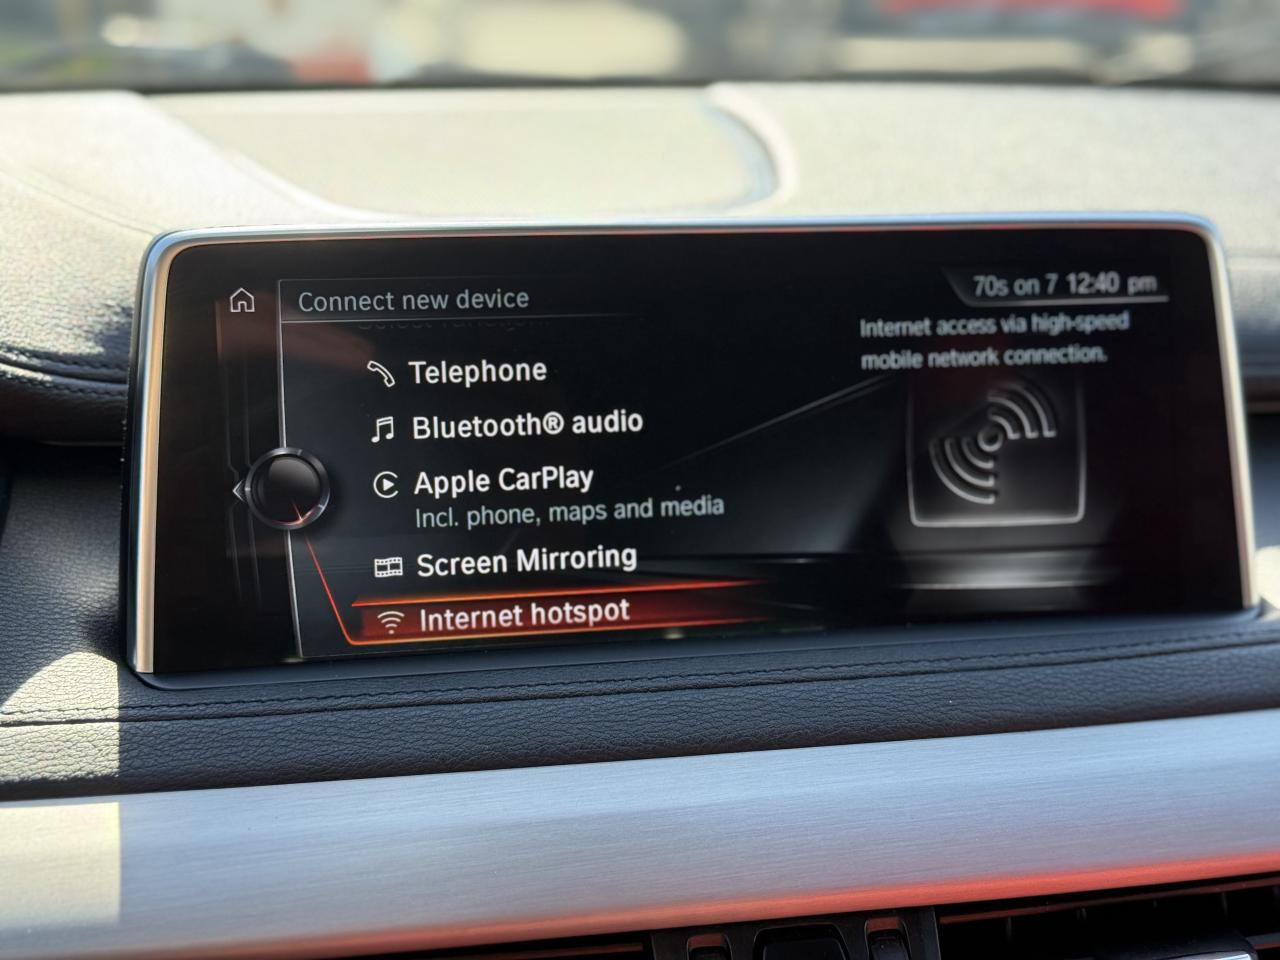 Connect new device
70s on 7 12:40 pm
Telephone
Bluetooth® audio
Apple CarPlay
Incl. phone, maps and media
Screen Mirroring
Internet hotspot
Internet access via high-speed
mobile network connection.